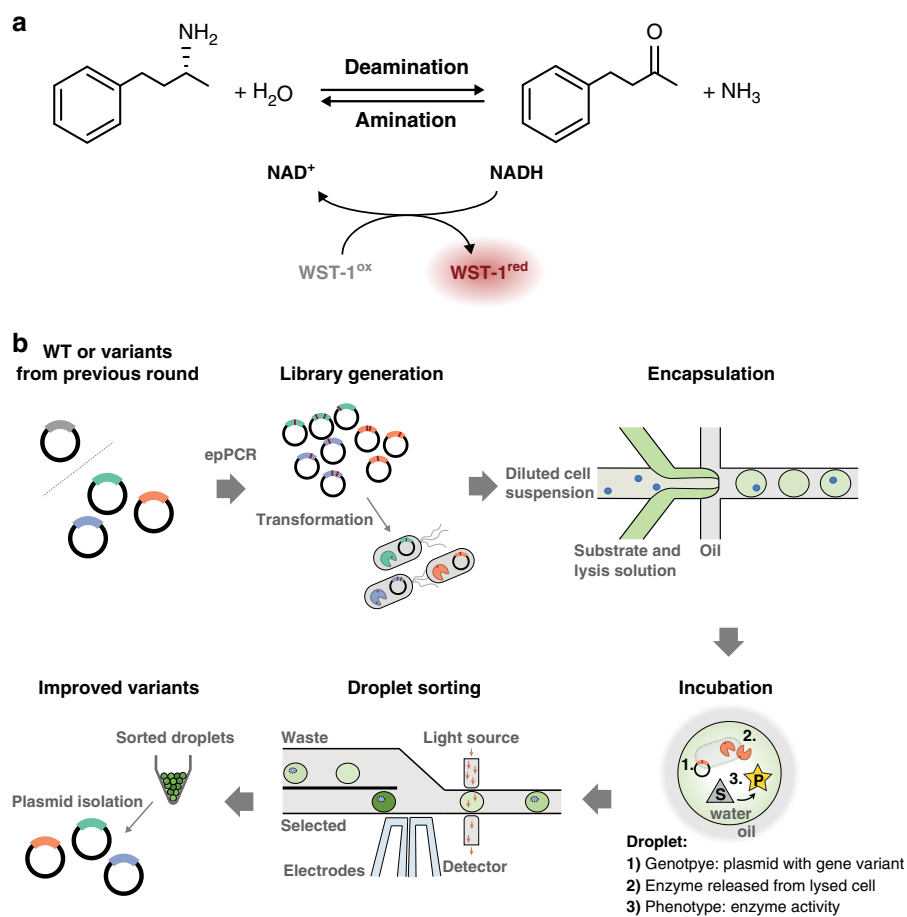 a
NH2
+ H2O
Deamination
Amination
O
+ NH3
NAD+
NADH
WST-1ox
WST-1red
b
WT or variants
from previous round
Library generation
Encapsulation
epPCR
Transformation
Diluted cell
suspension
Substrate and
lysis solution
Oil
Improved variants
Droplet sorting
Incubation
Sorted droplets
Plasmid isolation
Waste
Light source
Selected
Electrodes
Detector
1.
2.
3.
S
P
water
oil
Droplet:
1) Genotpye: plasmid with gene variant
2) Enzyme released from lysed cell
3) Phenotype: enzyme activity